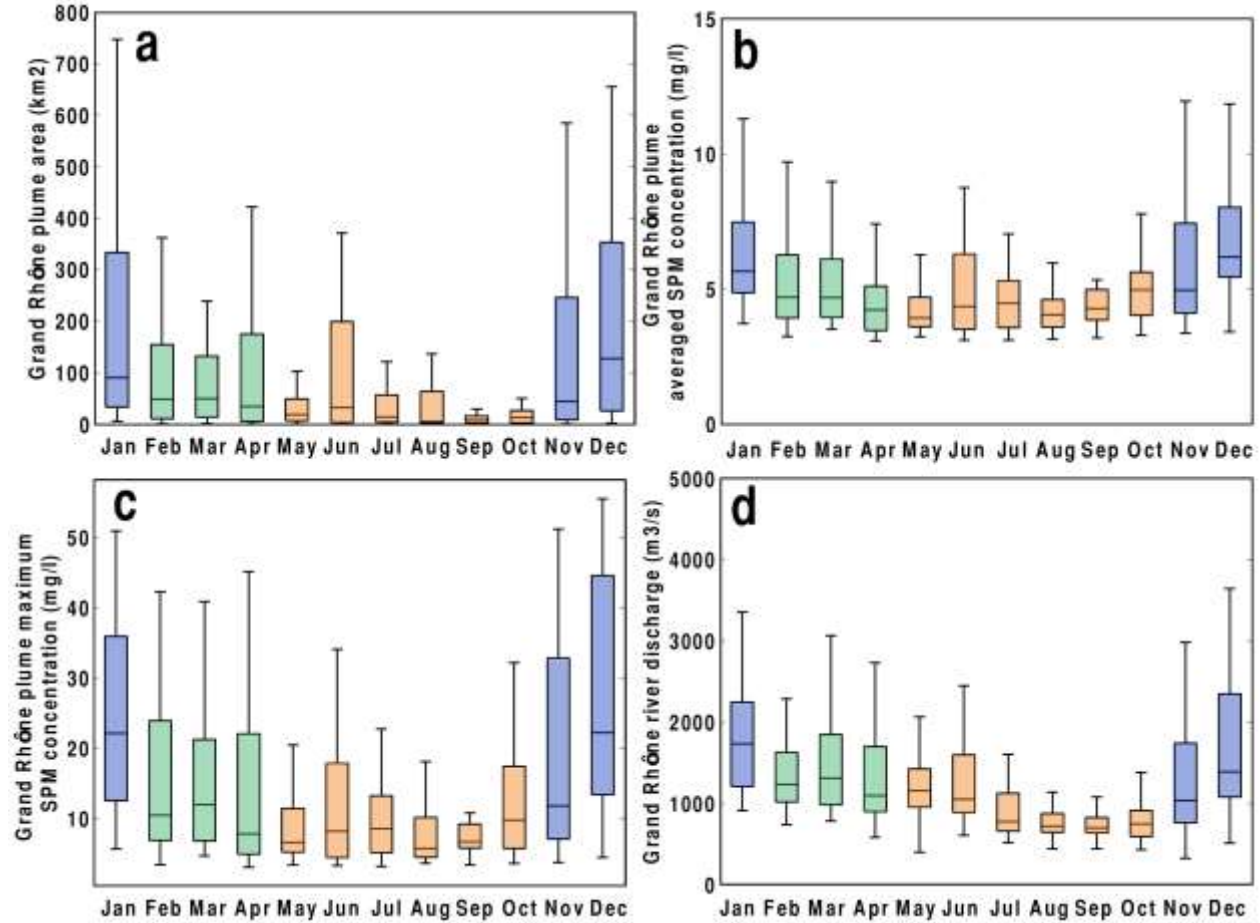 a
Grand Rhône plume area (km2)
800
700
600
500
400
300
200
100
0
Jan Feb Mar Apr May Jun Jul Aug Sep Oct Nov Dec
b
Grand Rhône plume
averaged SPM concentration (mg/l)
15
10
5
0
Jan Feb Mar Apr May Jun Jul Aug Sep Oct Nov Dec
c
Grand Rhône plume maximum
SPM concentration (mg/l)
50
40
30
20
10
Jan Feb Mar Apr May Jun Jul Aug Sep Oct Nov Dec
d
Grand Rhône river discharge (m3/s)
5000
4000
3000
2000
1000
0
Jan Feb Mar Apr May Jun Jul Aug Sep Oct Nov Dec